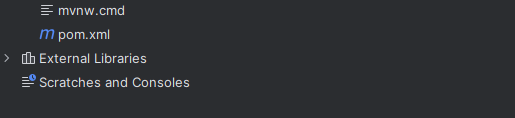 mvnw.cmd
pom.xml
External Libraries
Scratches and Consoles